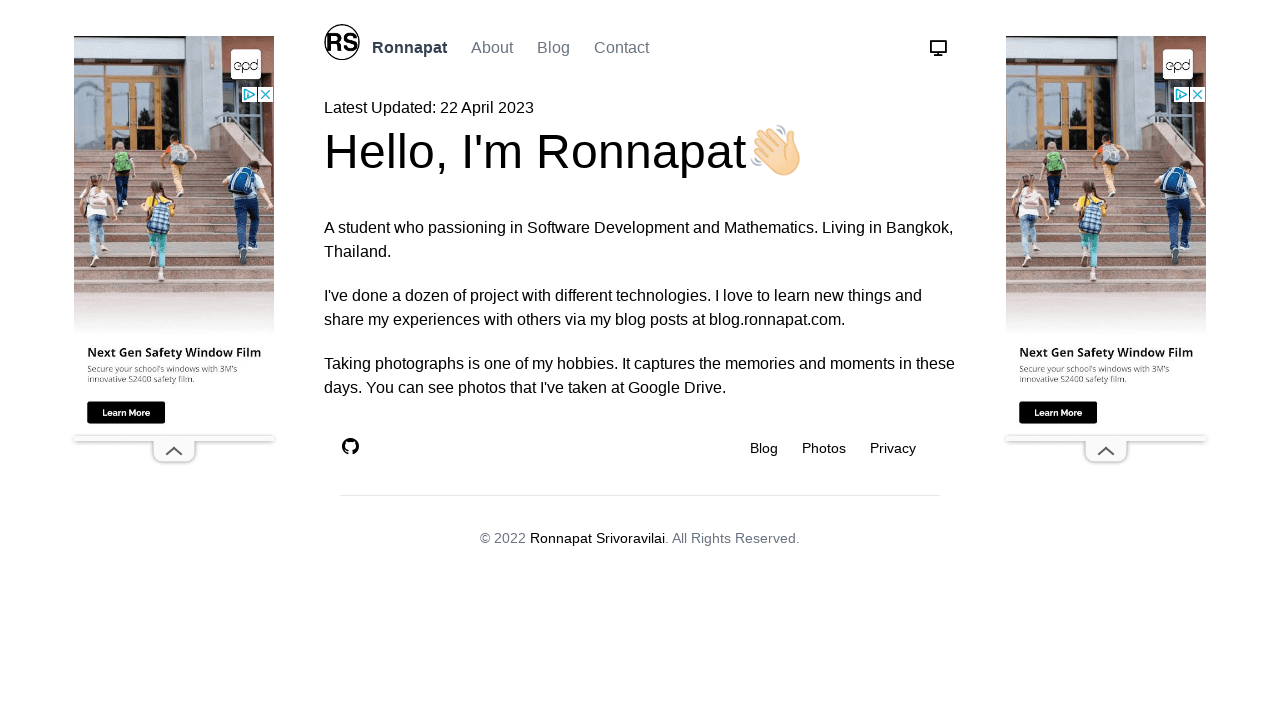 RS Ronnapat About Blog Contact
Latest Updated: 22 April 2023
Hello, I'm Ronnapat👋🏼
A student who passioning in Software Development and Mathematics. Living in Bangkok,
Thailand.
I've done a dozen of project with different technologies. I love to learn new things and
share my experiences with others via my blog posts at blog.ronnapat.com.
Taking photographs is one of my hobbies. It captures the memories and moments in these
days. You can see photos that I've taken at Google Drive.
Blog Photos Privacy
© 2022 Ronnapat Srivoravilai. All Rights Reserved.
epd
Next Gen Safety Window Film
Secure your school's windows with 3M's
innovative S2400 safety film.
Learn More
epd
Next Gen Safety Window Film
Secure your school's windows with 3M's
innovative S2400 safety film.
Learn More